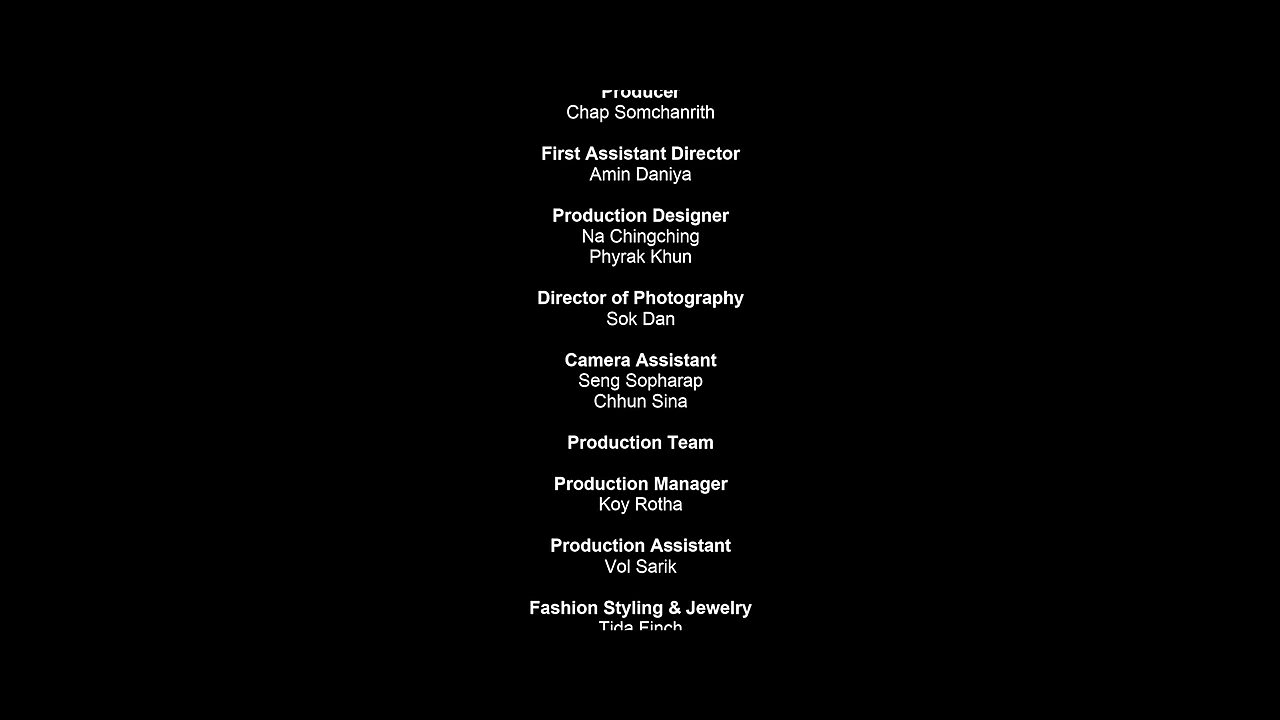 Producer
Chap Somchanrith
First Assistant Director
Amin Daniya
Production Designer
Na Chingching
Phyrak Khun
Director of Photography
Sok Dan
Camera Assistant
Seng Sopharap
Chhun Sina
Production Team
Production Manager
Koy Rotha
Production Assistant
Vol Sarik
Fashion Styling & Jewelry
Tida Finch